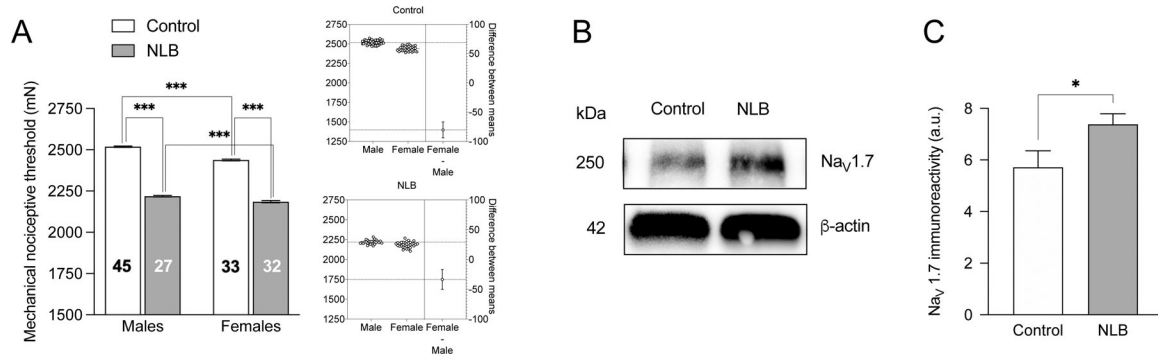 A
Control
NLB
Mechanical nociceptive threshold (mN)
2750
2500
2250
2000
1750
1500
***
***
***
***
45
27
33
32
Males
Females
Control
2750
2500
2250
2000
1750
1500
1250
100
50
0
-50
-100
Difference between means
Male
Female
Female
-
Male
NLB
2750
2500
2250
2000
1750
1500
1250
100
50
0
-50
-100
Difference between means
Male
Female
Female
-
Male
B
kDa
Control
NLB
250
NaV1.7
42
β-actin
C
NaV 1.7 immunoreactivity (a.u.)
8
6
4
2
0
*
Control
NLB